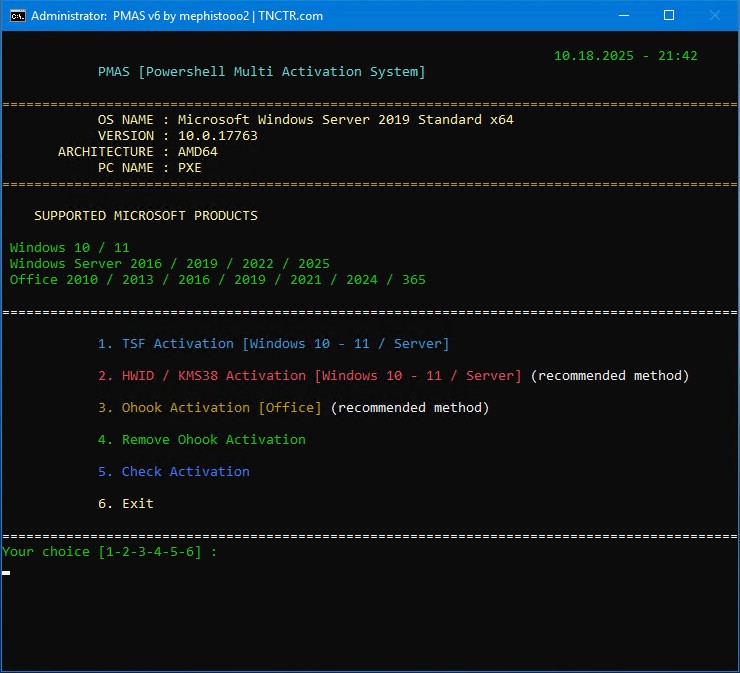 Administrator: PMAS v6 by mephistooo2 | TNCTR.com
10.18.2025 - 21:42
PMAS [Powershell Multi Activation System]
OS NAME : Microsoft Windows Server 2019 Standard x64
VERSION : 10.0.17763
ARCHITECTURE : AMD64
PC NAME : PXE
SUPPORTED MICROSOFT PRODUCTS
Windows 10 / 11
Windows Server 2016 / 2019 / 2022 / 2025
Office 2010 / 2013 / 2016 / 2019 / 2021 / 2024 / 365
1. TSF Activation [Windows 10 - 11 / Server]
2. HWID / KMS38 Activation [Windows 10 - 11 / Server] (recommended method)
3. Ohook Activation [Office] (recommended method)
4. Remove Ohook Activation
5. Check Activation
6. Exit
Your choice [1-2-3-4-5-6] :